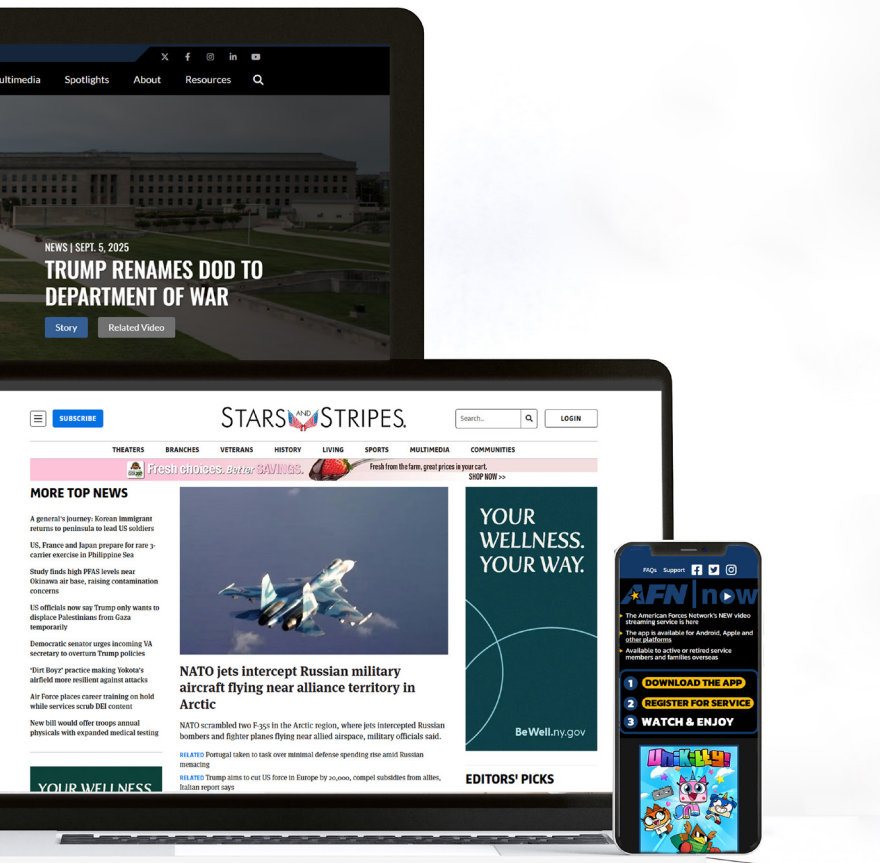 ultimedia Spotlights About Resources
NEWS | SEPT. 5, 2025
TRUMP RENAMES DOD TO
DEPARTMENT OF WAR
Story Related Video
SUBSCRIBE
STARS AND STRIPES.
Search..
LOGIN
THEATERS BRANCHES VETERANS HISTORY LIVING SPORTS MULTIMEDIA COMMUNITIES
Fresh choices. Better SAVINGS.
Fresh from the farm, great prices in your cart.
SHOP NOW >>
MORE TOP NEWS
A general's journey: Korean immigrant
returns to peninsula to lead US soldiers
US, France and Japan prepare for rare 3-
carrier exercise in Philippine Sea
Study finds high PFAS levels near
Okinawa air base, raising contamination
concerns
US officials now say Trump only wants to
displace Palestinians from Gaza
temporarily
Democratic senator urges incoming VA
secretary to overturn Trump policies
'Dirt Boyz' practice making Yokota's
airfield more resilient against attacks
Air Force places career training on hold
while services scrub DEI content
New bill would offer troops annual
physicals with expanded medical testing
YOUR WELLNESS
NATO jets intercept Russian military
aircraft flying near alliance territory in
Arctic
NATO scrambled two F-35s in the Arctic region, where jets intercepted Russian
bombers and fighter planes flying near allied airspace, military officials said.
RELATED Portugal taken to task over minimal defense spending rise amid Russian
menacing
RELATED Trump aims to cut US force in Europe by 20,000, compel subsidies from allies,
Italian report says
YOUR
WELLNESS.
YOUR WAY.
BeWell.ny.gov
EDITORS' PICKS
FAQs Support
AFN now
The American Forces Network's NEW video
streaming service is here
The app is available for Android, Apple and
other platforms
Available to active or retired service
members and families overseas
1 DOWNLOAD THE APP
2 REGISTER FOR SERVICE
3 WATCH & ENJOY
UniKitty!